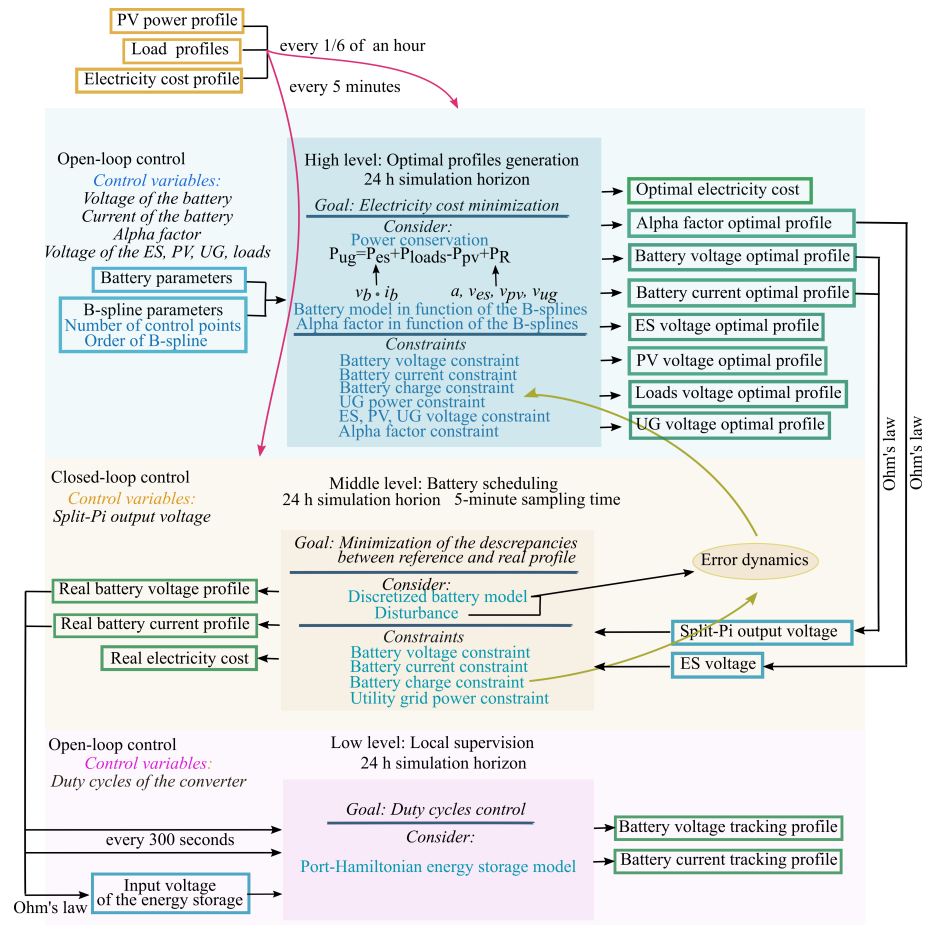 PV power profile
Load profiles
Electricity cost profile
every 1/6 of an hour
every 5 minutes
Open-loop control
Control variables:
Voltage of the battery
Current of the battery
Alpha factor
Voltage of the ES, PV, UG, loads
Battery parameters
B-spline parameters
Number of control points
Order of B-spline
High level: Optimal profiles generation
24 h simulation horizon
Goal: Electricity cost minimization
Consider:
Power conservation
Pug=Pes+Ploads-Ppv+PR
vb • ib
a, ves, vpv, vug
Battery model in function of the B-splines
Alpha factor in function of the B-splines
Constraints
Battery voltage constraint
Battery current constraint
Battery charge constraint
UG power constraint
ES, PV, UG voltage constraint
Alpha factor constraint
Optimal electricity cost
Alpha factor optimal profile
Battery voltage optimal profile
Battery current optimal profile
ES voltage optimal profile
PV voltage optimal profile
Loads voltage optimal profile
UG voltage optimal profile
Ohm's law
Ohm's law
Closed-loop control
Control variables:
Split-Pi output voltage
Middle level: Battery scheduling
24 h simulation horion 5-minute sampling time
Goal: Minimization of the descrepancies
between reference and real profile
Consider:
Discretized battery model
Disturbance
Constraints
Battery voltage constraint
Battery current constraint
Battery charge constraint
Utility grid power constraint
Error dynamics
Split-Pi output voltage
ES voltage
Real battery voltage profile
Real battery current profile
Real electricity cost
Open-loop control
Control variables:
Duty cycles of the converter
Low level: Local supervision
24 h simulation horizon
Goal: Duty cycles control
Consider:
Port-Hamiltonian energy storage model
every 300 seconds
Input voltage
of the energy storage
Ohm's law
Battery voltage tracking profile
Battery current tracking profile